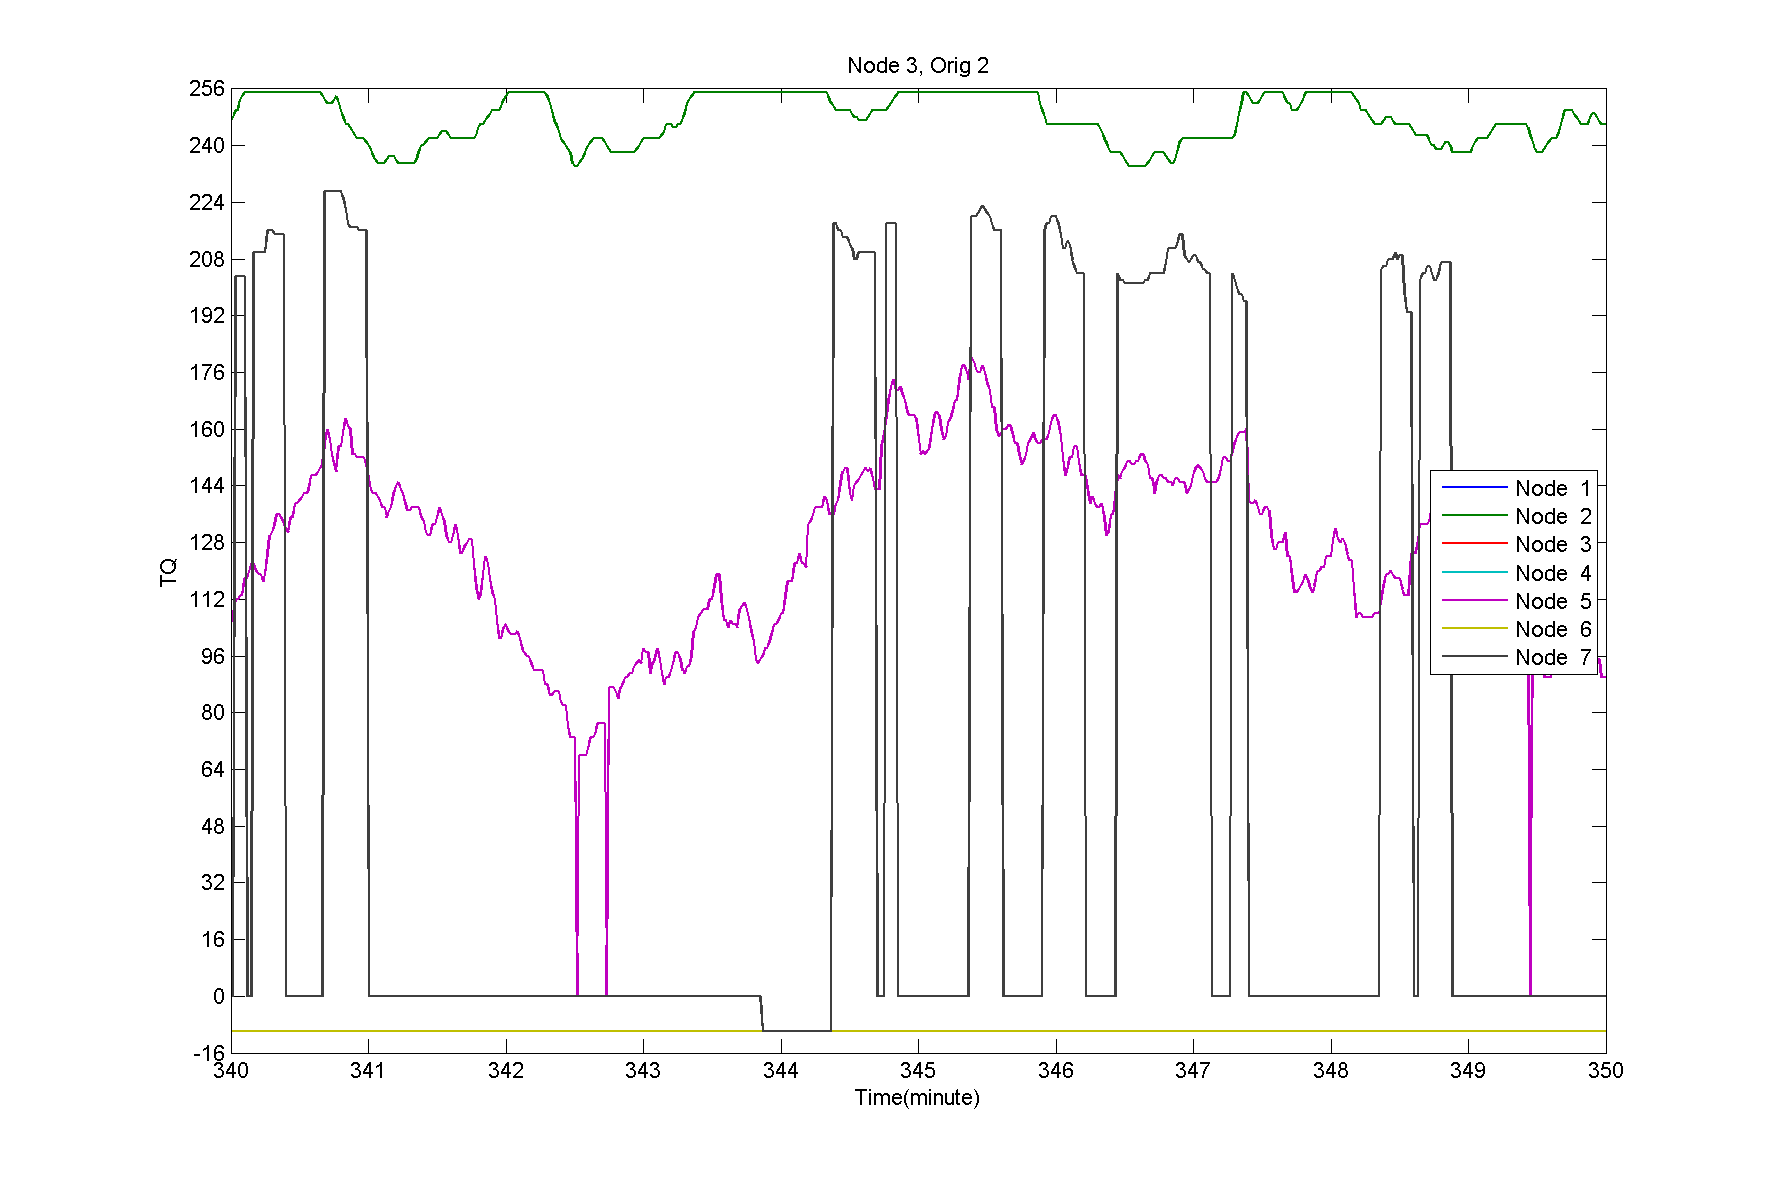 Node 3, Orig 2
256
240
224
208
192
176
160
144
128
112
96
80
64
48
32
16
0
-16
TQ
Node 1
Node 2
Node 3
Node 4
Node 5
Node 6
Node 7
340 341 342 343 344 345 346 347 348 349 350
Time(minute)